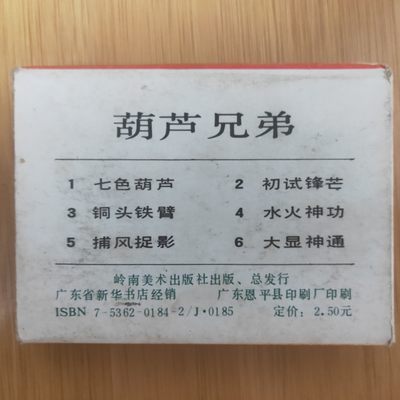 葫芦兄弟
1 七色葫芦 2 初试锋芒
3 铜头铁臂 4 水火神功
5 捕风捉影 6 大显神通
岭南美术出版社出版、总发行
广东省新华书店经销 广东恩平县印刷厂印刷
ISBN 7-5362-0184-2/J·0185 定价：2.50元